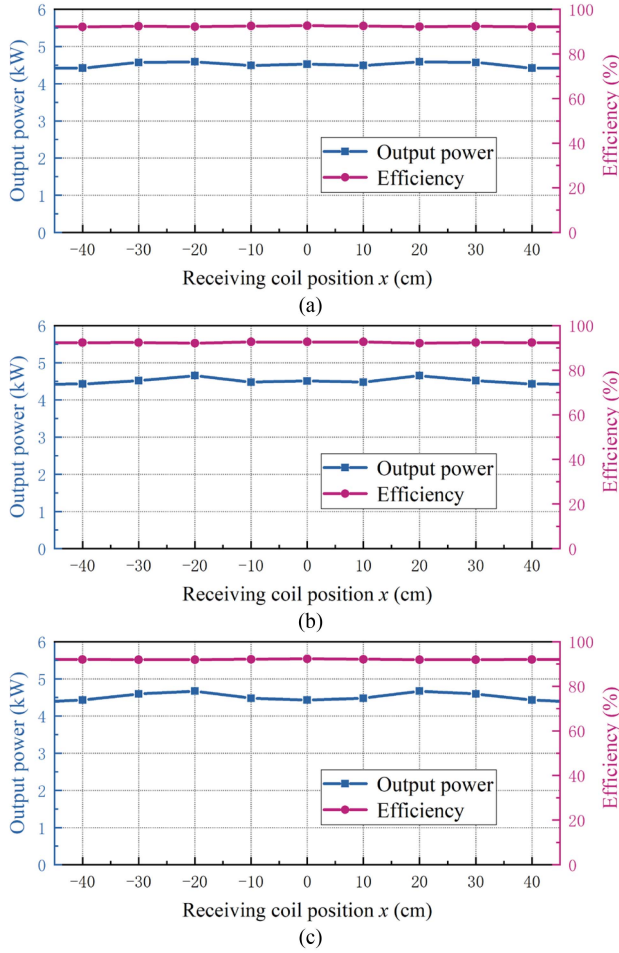 6
5
4
3
2
1
0
Output power (kW)
100
80
60
40
20
0
Efficiency (%)
Output power
Efficiency
-40 -30 -20 -10 0 10 20 30 40
Receiving coil position x (cm)
(a)
6
5
4
3
2
1
0
Output power (kW)
100
80
60
40
20
0
Efficiency (%)
Output power
Efficiency
-40 -30 -20 -10 0 10 20 30 40
Receiving coil position x (cm)
(b)
6
5
4
3
2
1
0
Output power (kW)
100
80
60
40
20
0
Efficiency (%)
Output power
Efficiency
-40 -30 -20 -10 0 10 20 30 40
Receiving coil position x (cm)
(c)